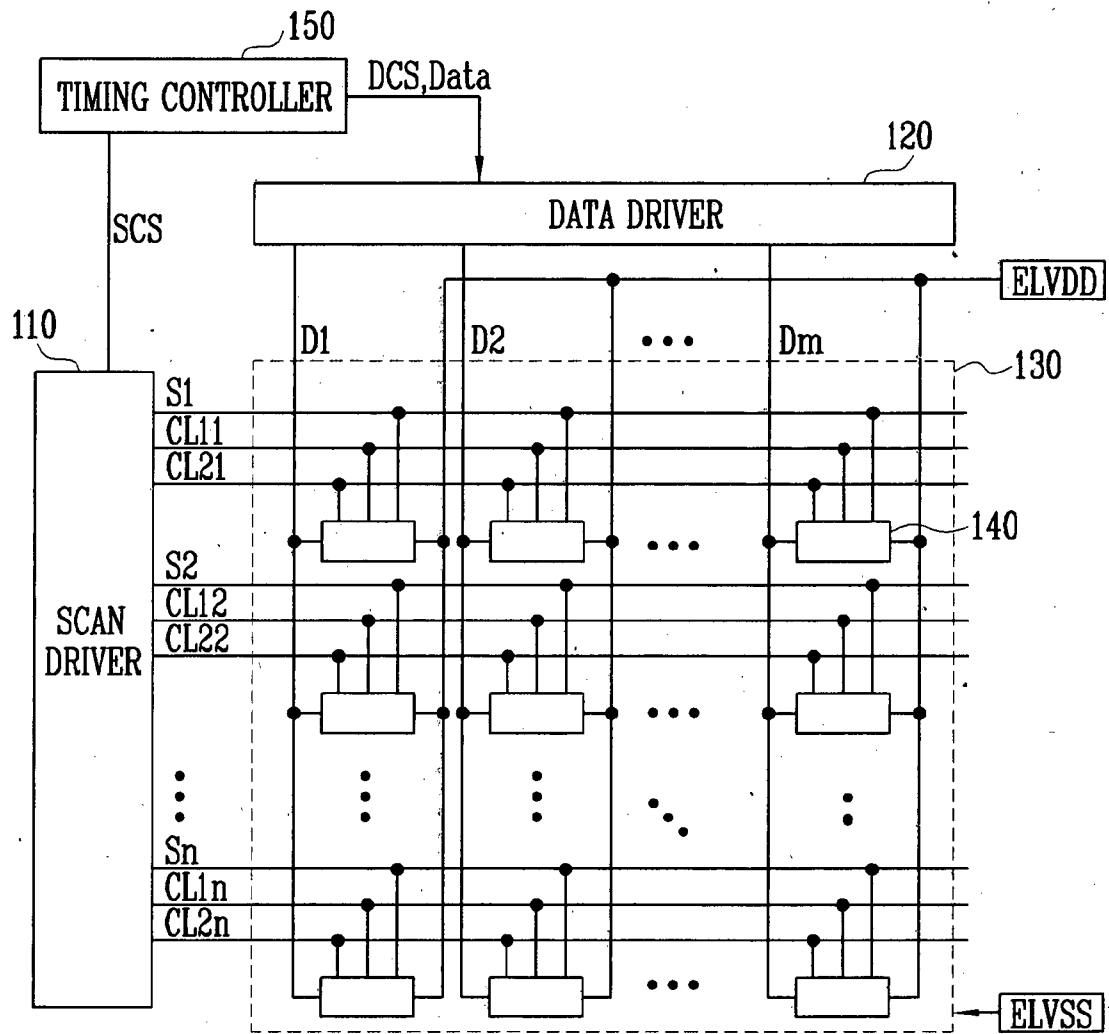 150
TIMING CONTROLLER
DCS,Data
120
DATA DRIVER
SCS
ELVDD
110
D1
D2
Dm
130
S1
CL11
CL21
140
S2
CL12
CL22
SCAN
DRIVER
Sn
CL1n
CL2n
ELVSS